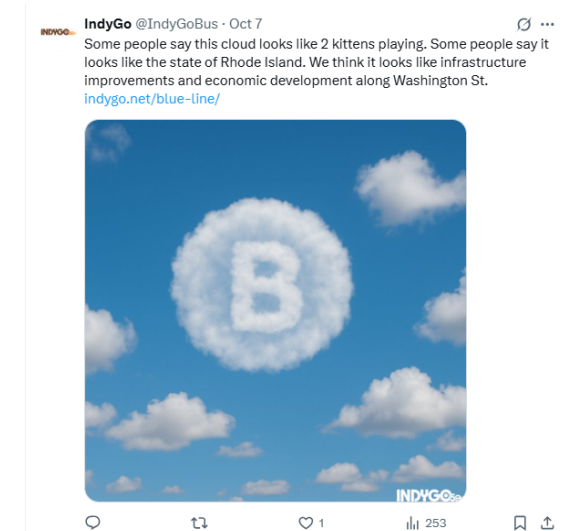 INDYGO
IndyGo @IndyGoBus · Oct 7
Some people say this cloud looks like 2 kittens playing. Some people say it
looks like the state of Rhode Island. We think it looks like infrastructure
improvements and economic development along Washington St.
indygo.net/blue-line/
B
INDYGO
1
253